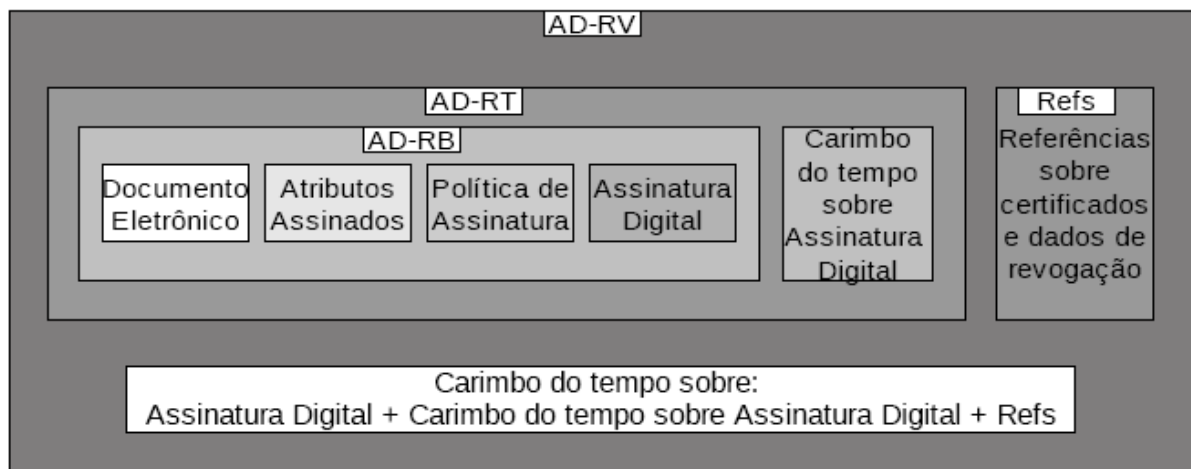 AD-RV
AD-RT
AD-RB
Documento
Eletrônico
Atributos
Assinados
Política de
Assinatura
Assinatura
Digital
Carimbo
do tempo
sobre
Assinatura
Digital
Refs
Referências
sobre
certificados
e dados de
revogação
Carimbo do tempo sobre:
Assinatura Digital + Carimbo do tempo sobre Assinatura Digital + Refs